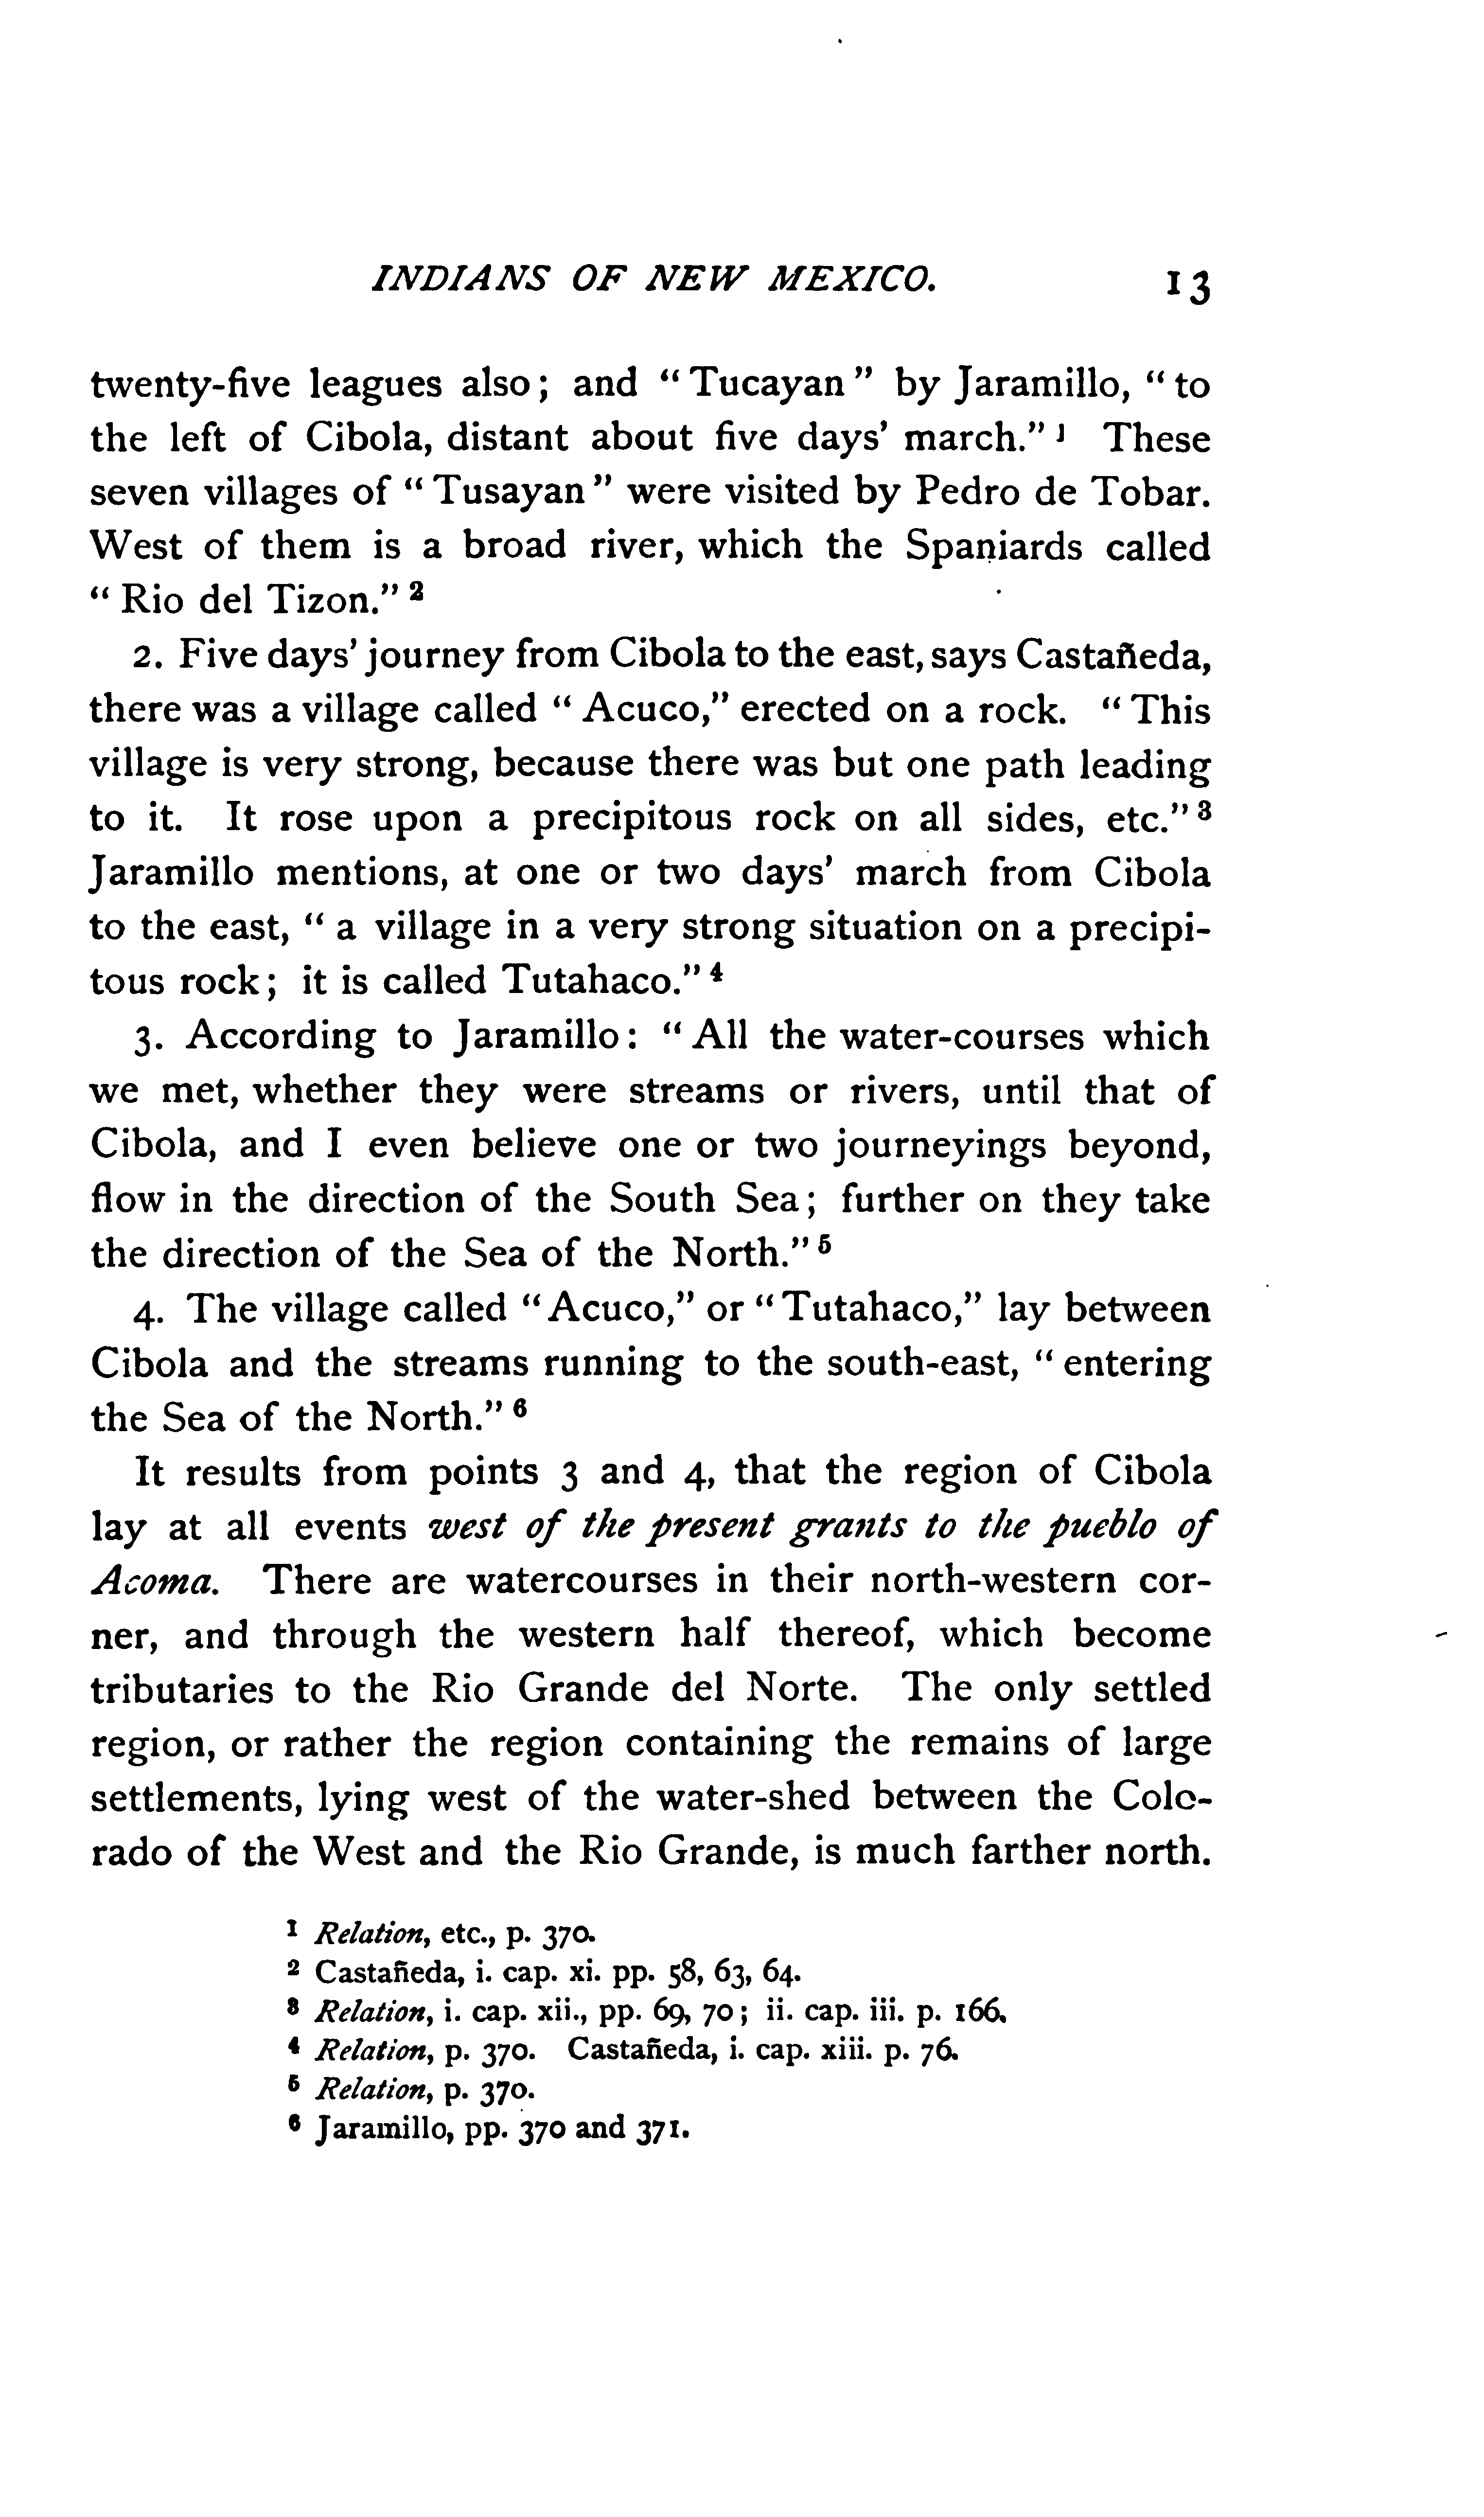 INDIANS OF NEW MEXICO. 13
twenty-five leagues also; and "Tucayan" by Jaramillo, "to
the left of Cibola, distant about five days' march." ¹ These
seven villages of "Tusayan" were visited by Pedro de Tobar.
West of them is a broad river, which the Spaniards called
"Rio del Tizon." ²
2. Five days' journey from Cibola to the east, says Castañeda,
there was a village called "Acuco," erected on a rock. "This
village is very strong, because there was but one path leading
to it. It rose upon a precipitous rock on all sides, etc." ³
Jaramillo mentions, at one or two days' march from Cibola
to the east, "a village in a very strong situation on a precipi-
tous rock; it is called Tutahaco." ⁴
3. According to Jaramillo: "All the water-courses which
we met, whether they were streams or rivers, until that of
Cibola, and I even believe one or two journeyings beyond,
flow in the direction of the South Sea; further on they take
the direction of the Sea of the North." ⁵
4. The village called "Acuco," or "Tutahaco," lay between
Cibola and the streams running to the south-east, "entering
the Sea of the North." ⁶
It results from points 3 and 4, that the region of Cibola
lay at all events west of the present grants to the pueblo of
Acoma. There are watercourses in their north-western cor-
ner, and through the western half thereof, which become
tributaries to the Rio Grande del Norte. The only settled
region, or rather the region containing the remains of large
settlements, lying west of the water-shed between the Colo-
rado of the West and the Rio Grande, is much farther north.
¹ Relation, etc., p. 370.
² Castañeda, i. cap. xi. pp. 58, 63, 64.
³ Relation, i. cap. xii., pp. 69, 70; ii. cap. iii. p. 166.
⁴ Relation, p. 370. Castañeda, i. cap. xiii. p. 76.
⁵ Relation, p. 370.
⁶ Jaramillo, pp. 370 and 371.